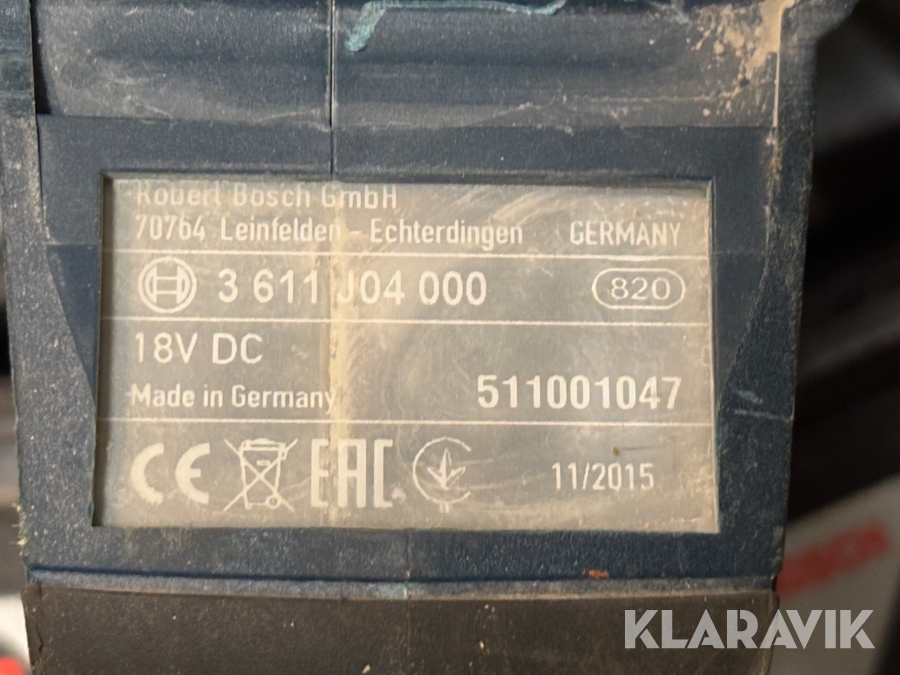 Robert Bosch GmbH
70764 Leinfelden - Echterdingen GERMANY
3 611 J04 000 820
18V DC
Made in Germany 511001047
CE EAC 11/2015
BOSCH
KLARAVIK